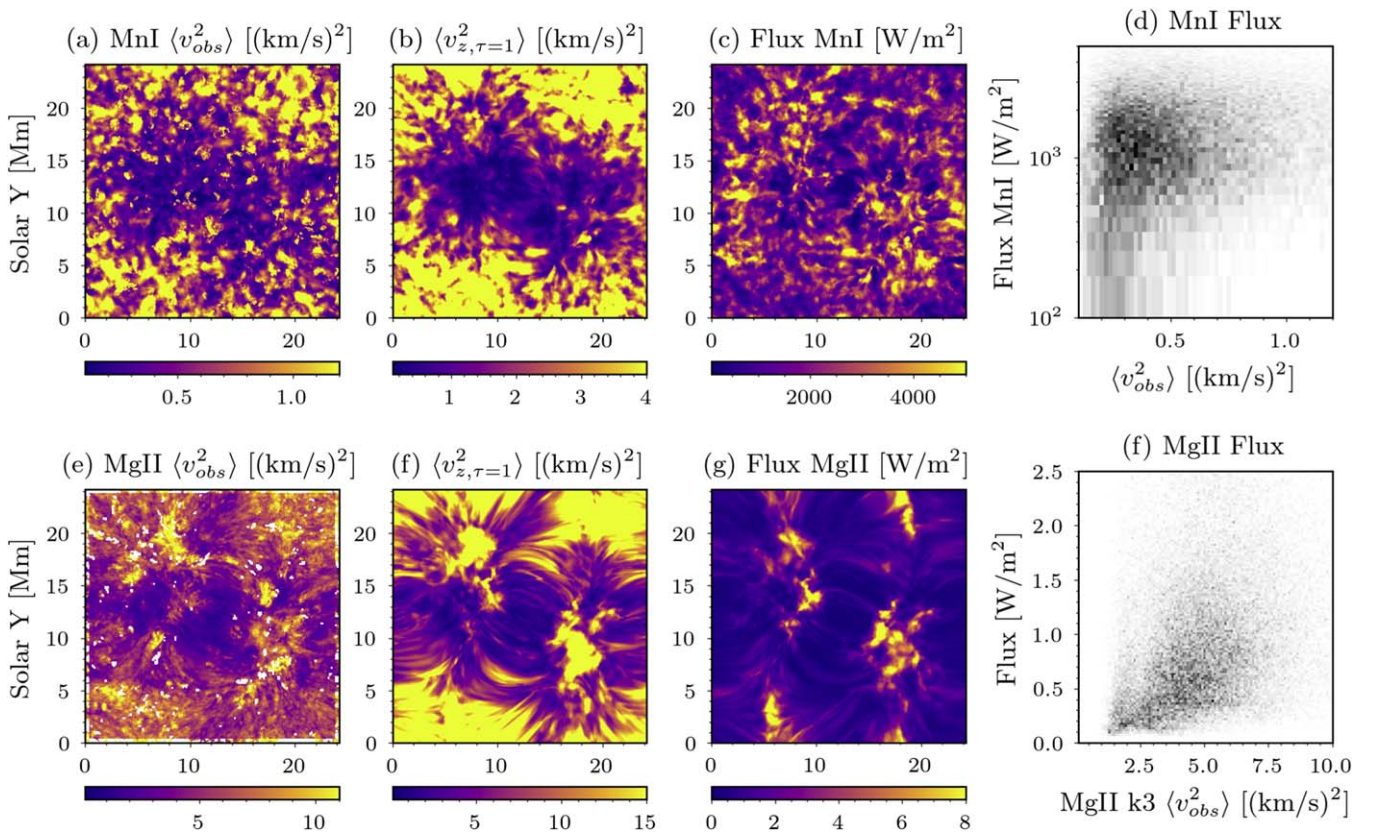 (a) MnI ⟨v²obs⟩ [(km/s)²]
(b) ⟨v²z,τ=1⟩ [(km/s)²]
(c) Flux MnI [W/m²]
(d) MnI Flux
Solar Y [Mm]
20
15
10
5
0
0 10 20
0.5 1.0
20
15
10
5
0
0 10 20
1 2 3 4
20
15
10
5
0
0 10 20
2000 4000
Flux MnI [W/m²]
10³
10²
0.5 1.0
⟨v²obs⟩ [(km/s)²]
(e) MgII ⟨v²obs⟩ [(km/s)²]
(f) ⟨v²z,τ=1⟩ [(km/s)²]
(g) Flux MgII [W/m²]
(f) MgII Flux
Solar Y [Mm]
20
15
10
5
0
0 10 20
5 10
20
15
10
5
0
0 10 20
5 10 15
20
15
10
5
0
0 10 20
0 2 4 6 8
Flux [W/m²]
2.5
2.0
1.5
1.0
0.5
0.0
2.5 5.0 7.5 10.0
MgII k3 ⟨v²obs⟩ [(km/s)²]